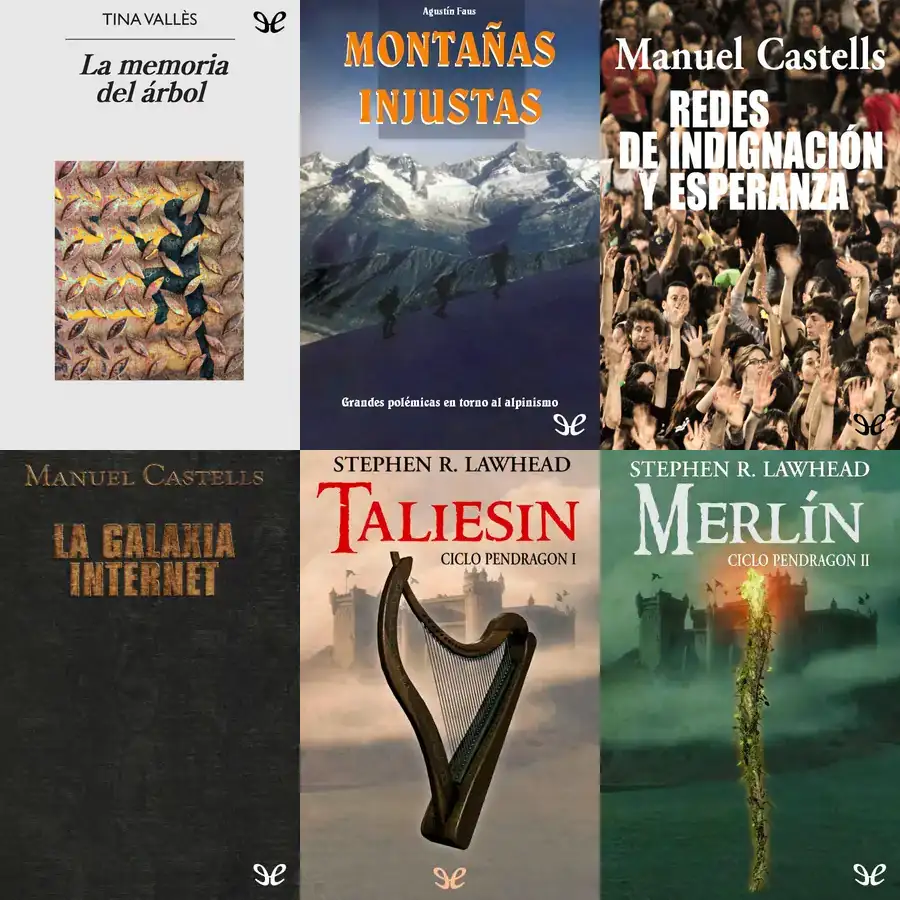 TINA VALLÈS
La memoria
del árbol
Agustín Faus
MONTAÑAS
INJUSTAS
Grandes polémicas en torno al alpinismo
Manuel Castells
REDES
DE INDIGNACIÓN
Y ESPERANZA
MANUEL CASTELLS
LA GALAXIA
INTERNET
STEPHEN R. LAWHEAD
TALIESIN
CICLO PENDRAGON I
STEPHEN R. LAWHEAD
MERLÍN
CICLO PENDRAGON II